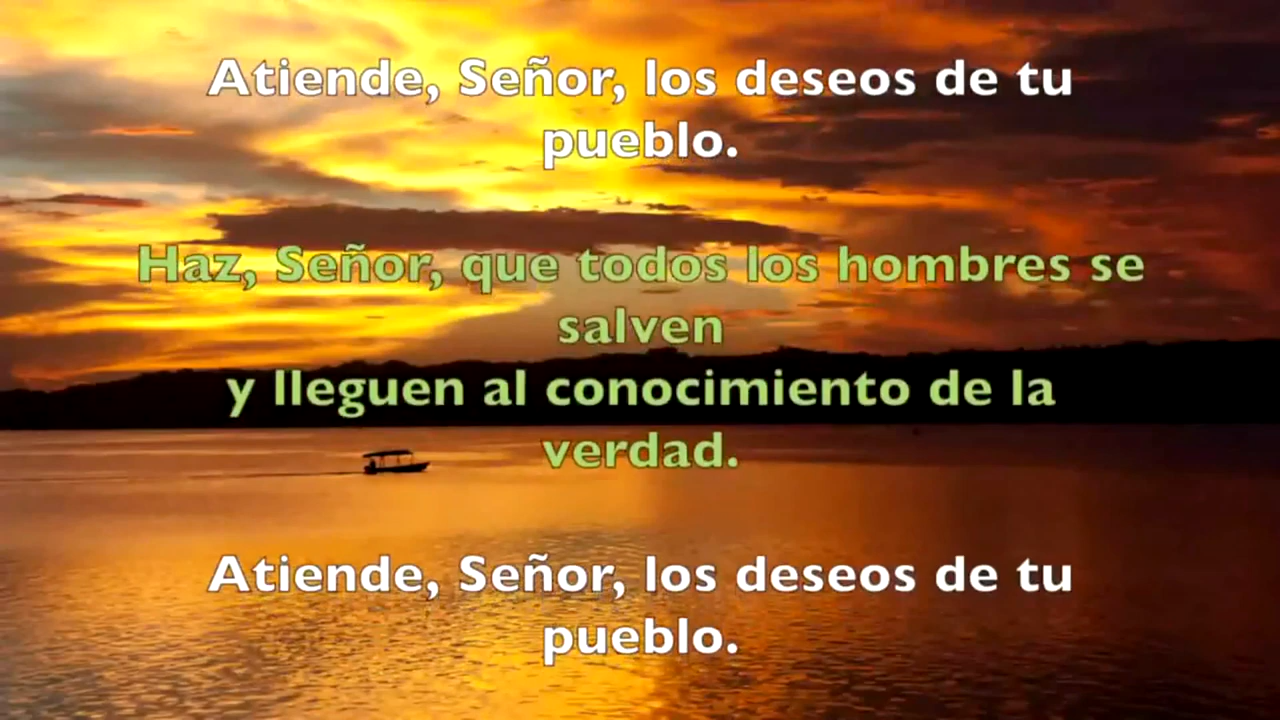 Atiende, Señor, los deseos de tu
pueblo.
Haz, Señor, que todos los hombres se
salven
y lleguen al conocimiento de la
verdad.
Atiende, Señor, los deseos de tu
pueblo.